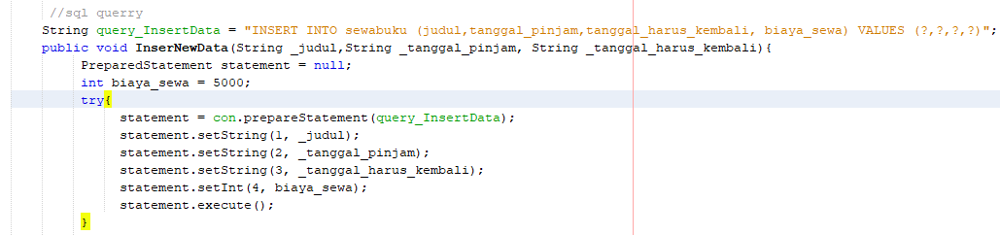 //sql querry
String query_InsertData = "INSERT INTO sewabuku (judul,tanggal_pinjam,tanggal_harus_kembali, biaya_sewa) VALUES (?,?,?,?)";
public void InserNewData(String _judul,String _tanggal_pinjam, String _tanggal_harus_kembali){
PreparedStatement statement = null;
int biaya_sewa = 5000;
try{
statement = con.prepareStatement(query_InsertData);
statement.setString(1, _judul);
statement.setString(2, _tanggal_pinjam);
statement.setString(3, _tanggal_harus_kembali);
statement.setInt(4, biaya_sewa);
statement.execute();
}